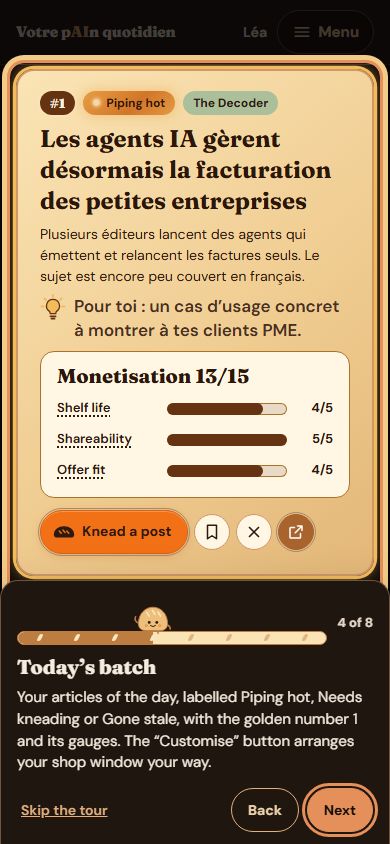 Votre pAIn quotidien
Léa
Menu
#1
Piping hot
The Decoder
Les agents IA gèrent
désormais la facturation
des petites entreprises
Plusieurs éditeurs lancent des agents qui
émettent et relancent les factures seuls. Le
sujet est encore peu couvert en français.
Pour toi : un cas d’usage concret
à montrer à tes clients PME.
Monetisation 13/15
Shelf life 4/5
Shareability 5/5
Offer fit 4/5
Knead a post
4 of 8
Today’s batch
Your articles of the day, labelled Piping hot, Needs
kneading or Gone stale, with the golden number 1
and its gauges. The “Customise” button arranges
your shop window your way.
Skip the tour
Back
Next